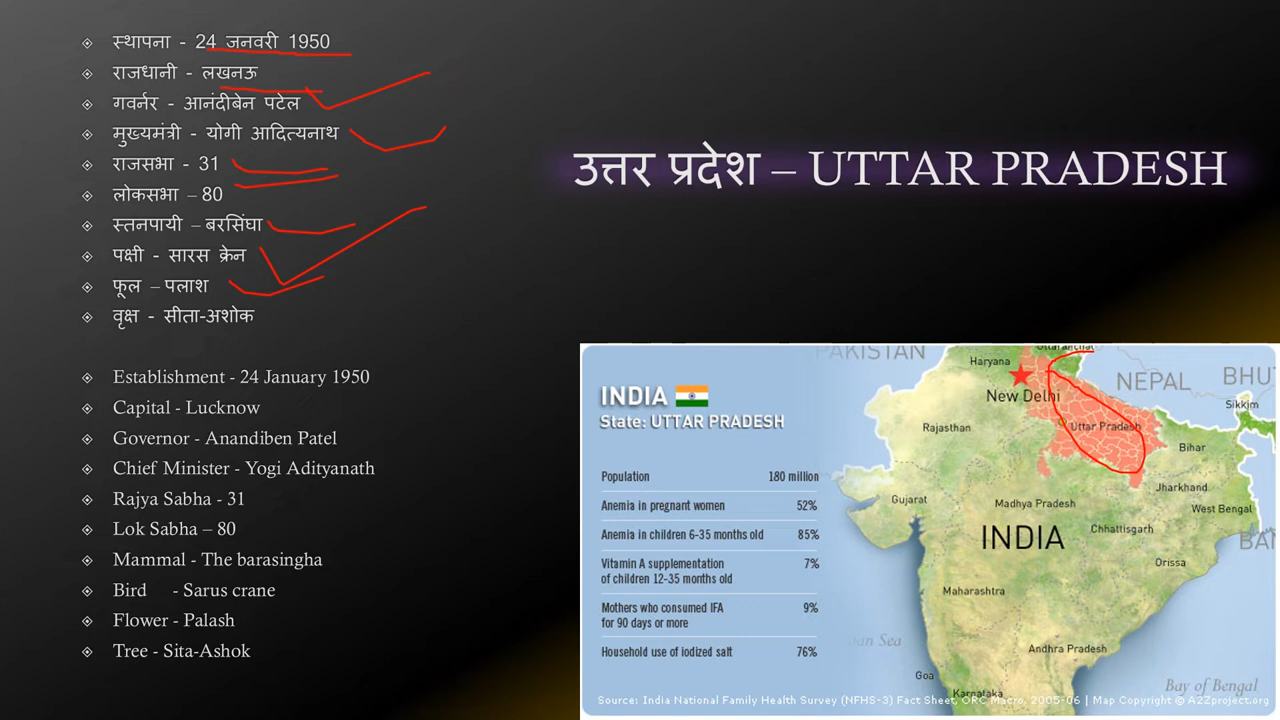 ◈ स्थापना - 24 जनवरी 1950
◈ राजधानी - लखनऊ
◈ गवर्नर - आनंदीबेन पटेल
◈ मुख्यमंत्री - योगी आदित्यनाथ
◈ राजसभा - 31
◈ लोकसभा – 80
◈ स्तनपायी – बरसिंघा
◈ पक्षी - सारस क्रेन
◈ फूल – पलाश
◈ वृक्ष - सीता-अशोक
◈ Establishment - 24 January 1950
◈ Capital - Lucknow
◈ Governor - Anandiben Patel
◈ Chief Minister - Yogi Adityanath
◈ Rajya Sabha - 31
◈ Lok Sabha – 80
◈ Mammal - The barasingha
◈ Bird - Sarus crane
◈ Flower - Palash
◈ Tree - Sita-Ashok
उत्तर प्रदेश – UTTAR PRADESH
INDIA
State: UTTAR PRADESH
Population 180 million
Anemia in pregnant women 52%
Anemia in children 6-35 months old 85%
Vitamin A supplementation
of children 12-35 months old 7%
Mothers who consumed IFA
for 90 days or more 9%
Household use of iodized salt 76%
PAKISTAN
Haryana
New Delhi
NEPAL
BHU
Sikkim
Rajasthan
Uttar Pradesh
Bihar
Gujarat
Madhya Pradesh
Jharkhand
West Bengal
INDIA
Chhattisgarh
BAN
Orissa
Maharashtra
Andhra Pradesh
Goa
Karnataka
Bay of Bengal
Source: India National Family Health Survey (NFHS-3) Fact Sheet, ORC Macro, 2005-06 | Map Copyright © A2Zproject.org